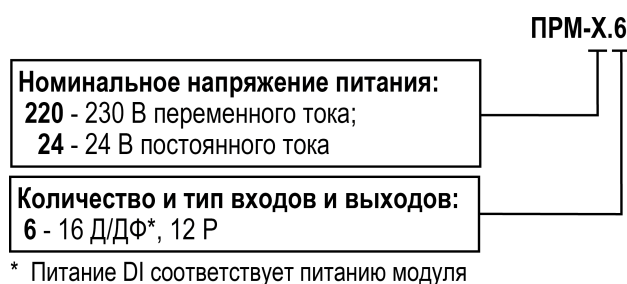 ПРМ-Х.6
Номинальное напряжение питания:
220 - 230 В переменного тока;
24 - 24 В постоянного тока
Количество и тип входов и выходов:
6 - 16 Д/ДФ*, 12 Р
* Питание DI соответствует питанию модуля